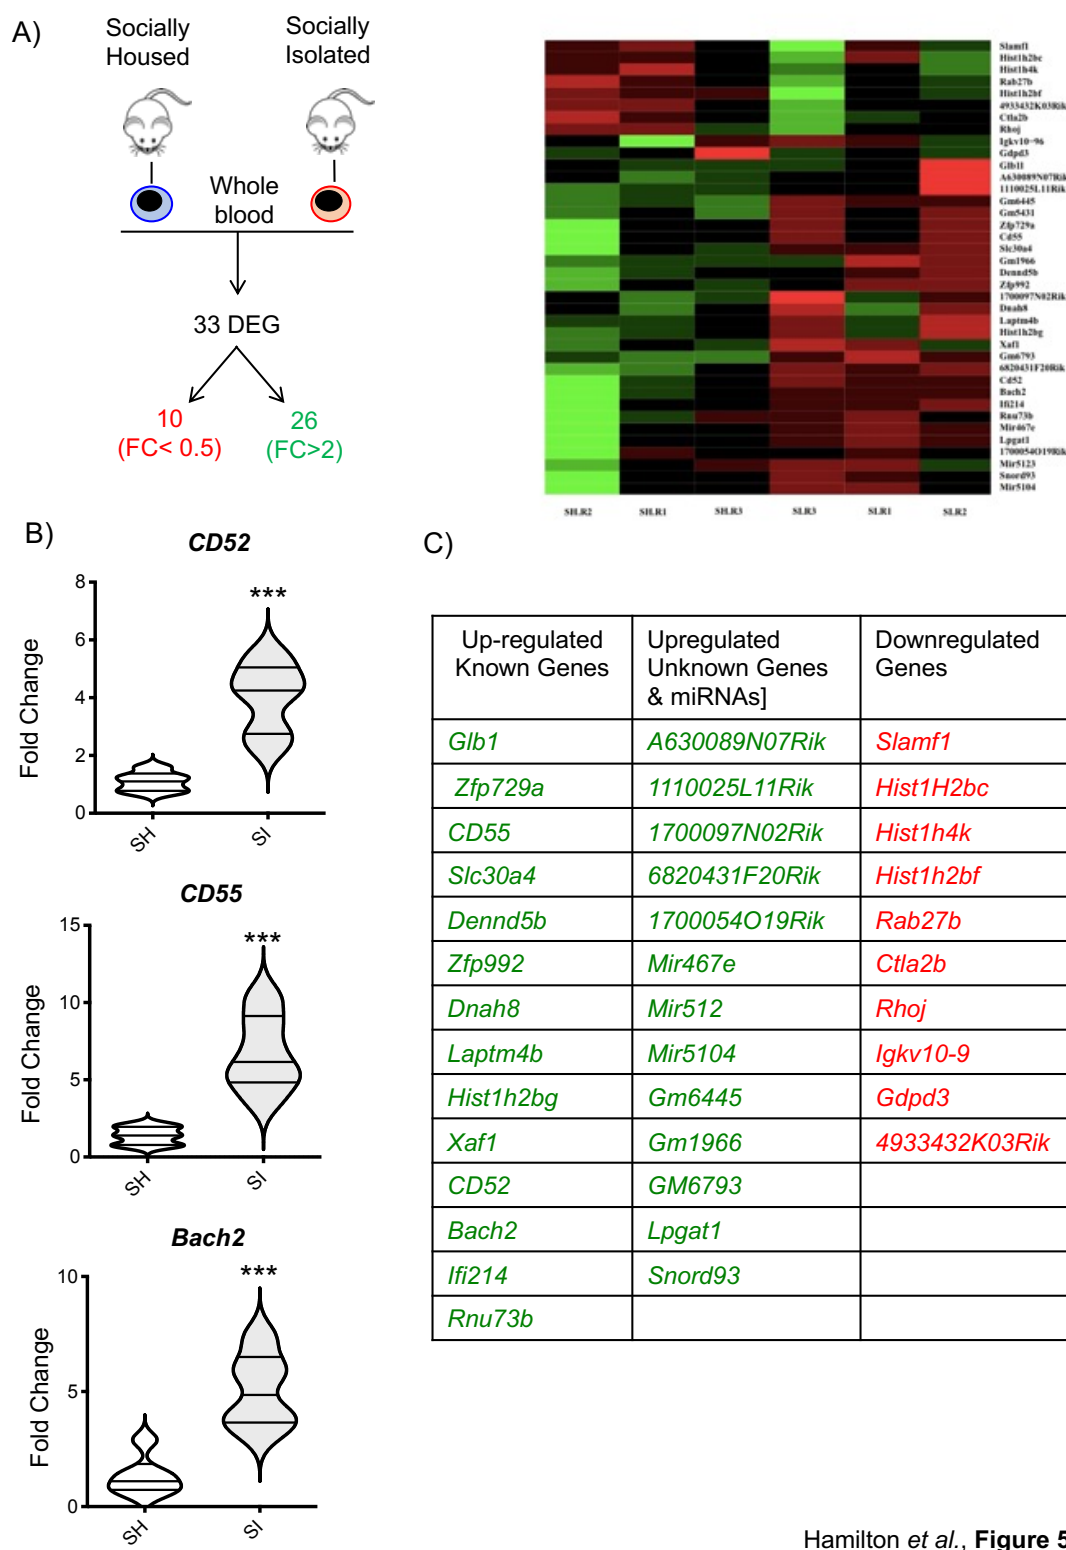 A)
Socially
Housed
Socially
Isolated
Whole
blood
33 DEG
10
(FC< 0.5)
26
(FC>2)
Slamf1
Hist1h2bc
Hist1h4k
Rab27b
Hist1h2bf
4933432K03Rik
Ctla2b
Rhoj
Igkv10-96
Gdpd3
Glb1l
A630089N07Rik
1110025L11Rik
Gm6445
Gm5431
Zfp729a
Cd55
Slc30a4
Gm1966
Dennd5b
Zfp992
1700097N02Rik
Dnah8
Laptm4b
Hist1h2bg
Xaf1
Gm6793
6820431F20Rik
Cd52
Bach2
Ifi214
Rnu73b
Mir467e
Lpgat1
1700054O19Rik
Mir5123
Snord93
Mir5104
SH.R2 SH.R1 SH.R3 SI.R3 SI.R1 SI.R2
B)
CD52
***
Fold Change
8
6
4
2
0
SH
SI
CD55
***
Fold Change
15
10
5
0
SH
SI
Bach2
***
Fold Change
10
5
0
SH
SI
C)
Up-regulated
Known Genes
Upregulated
Unknown Genes
& miRNAs]
Downregulated
Genes
Glb1 A630089N07Rik Slamf1
Zfp729a 1110025L11Rik Hist1H2bc
CD55 1700097N02Rik Hist1h4k
Slc30a4 6820431F20Rik Hist1h2bf
Dennd5b 1700054O19Rik Rab27b
Zfp992 Mir467e Ctla2b
Dnah8 Mir512 Rhoj
Laptm4b Mir5104 Igkv10-9
Hist1h2bg Gm6445 Gdpd3
Xaf1 Gm1966 4933432K03Rik
CD52 GM6793
Bach2 Lpgat1
Ifi214 Snord93
Rnu73b
Hamilton et al., Figure 5